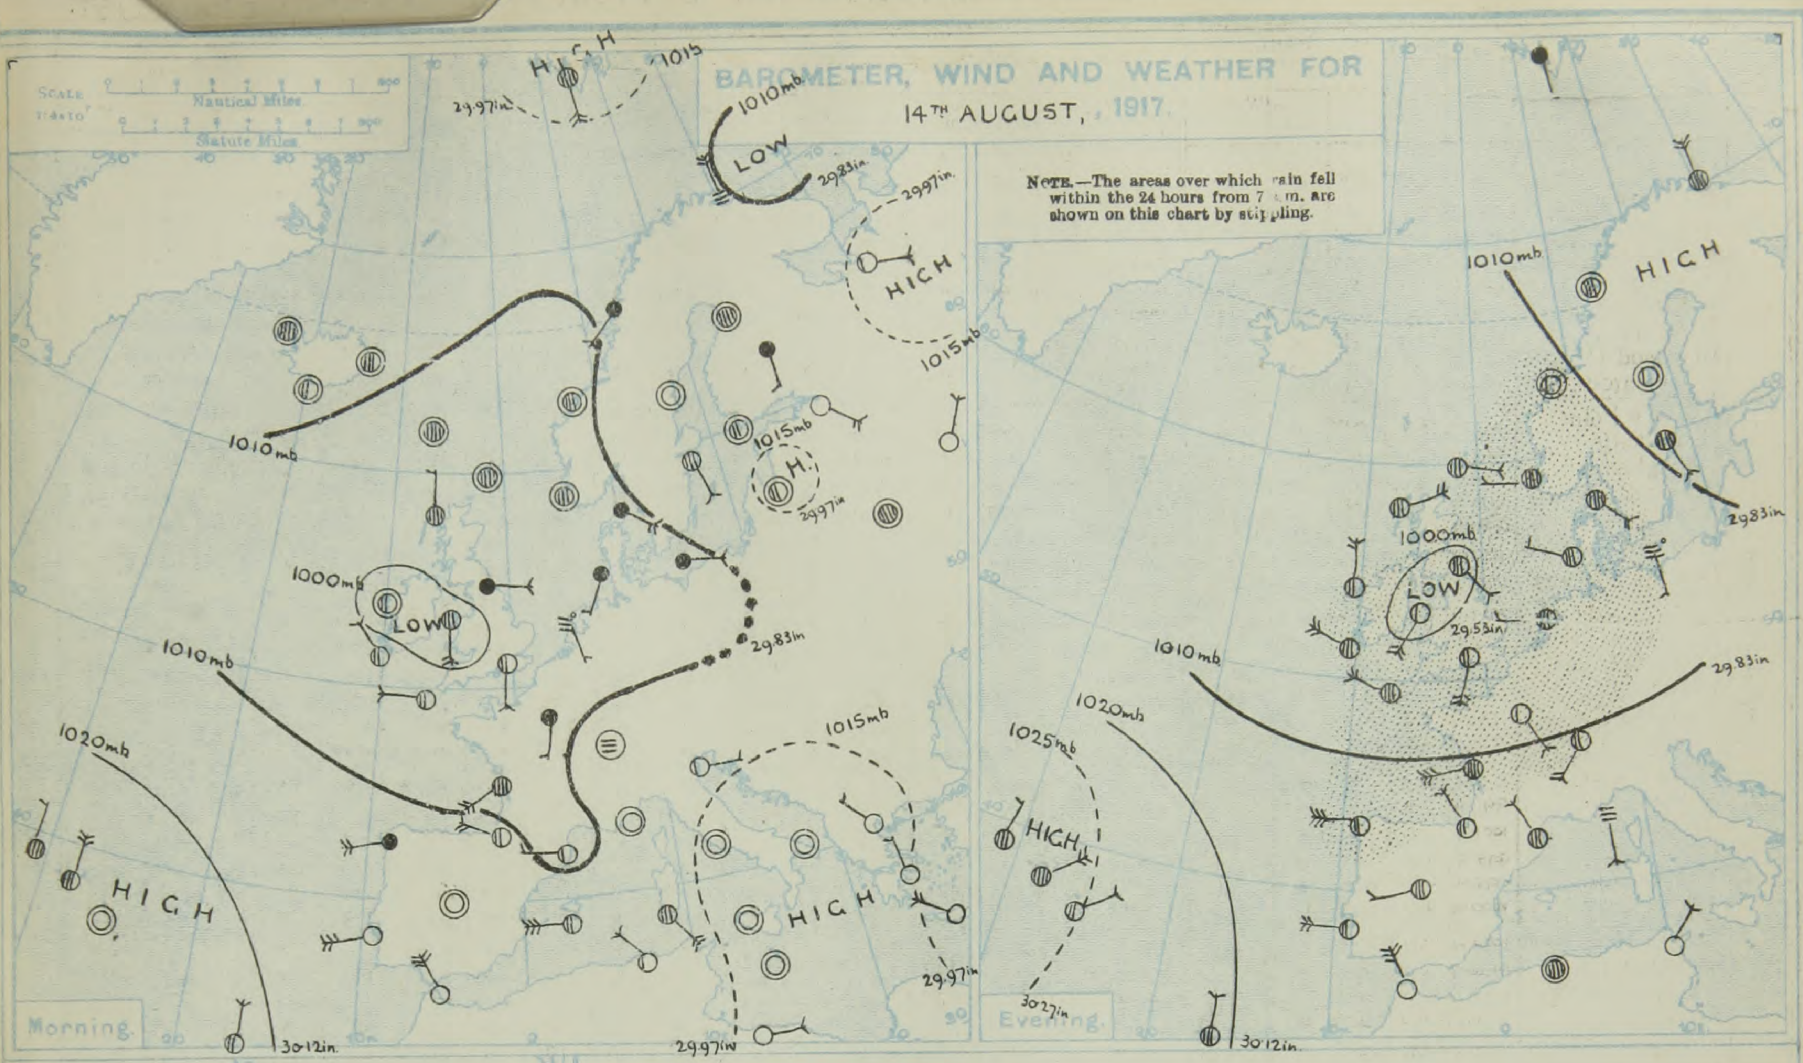 BAROMETER, WIND AND WEATHER FOR
14TH AUGUST, , 1917.
SCALE
Nautical Miles
Statute Miles
NOTE.—The areas over which rain fell
within the 24 hours from 7 m. are
shown on this chart by stippling.
HIGH
1015
29.97in
1010mb
LOW
29.83in
29.97in.
HIGH
1015mb
1010mb
1015mb
H.
29.97in
1000mb
LOW
1010mb
29.83in
1020mb
1015mb
HIGH
HIGH
29.97in
29.97in
30.12in.
Morning.
1010mb
HIGH
29.83in
1000mb
LOW
29.53in
1010mb
29.83in
1020mb
1025mb
HIGH
30.27in
30.12in.
Evening.